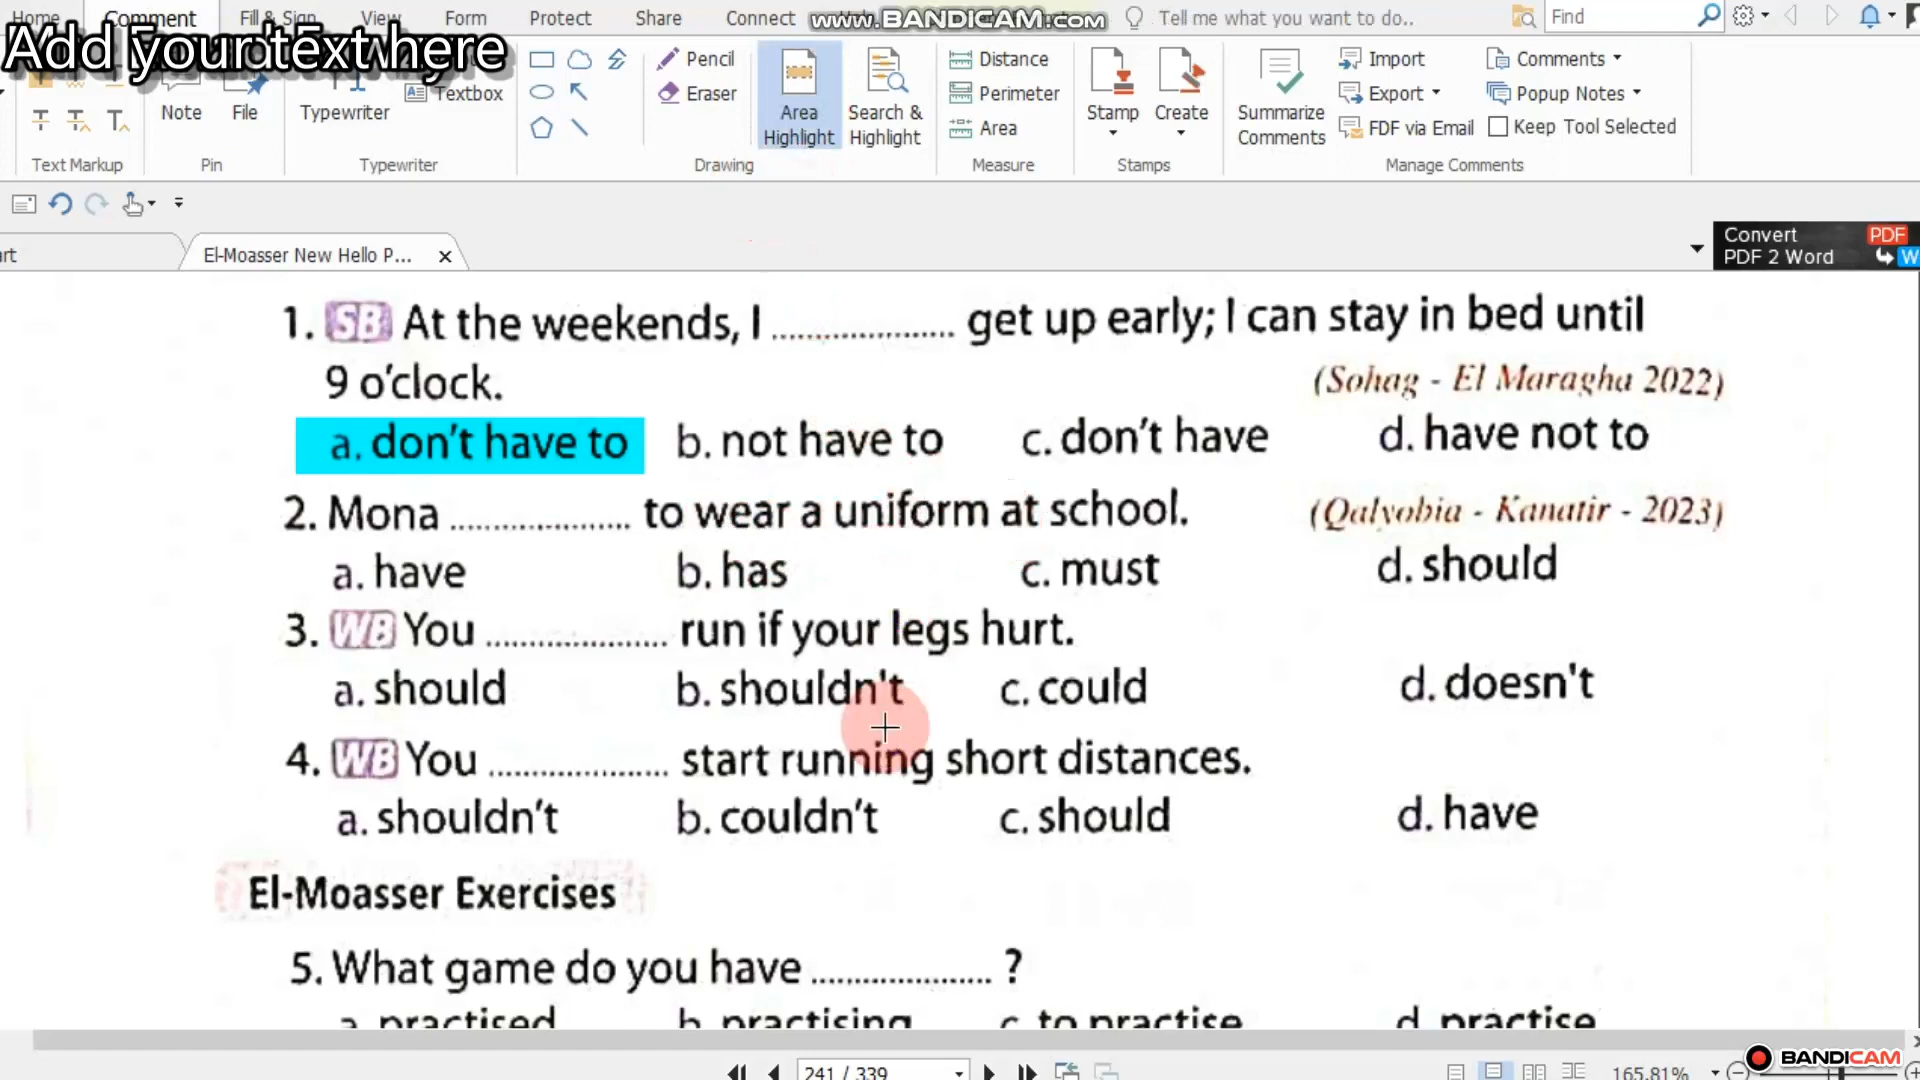 Home Comment Fill & Sign View Form Protect Share Connect www.BANDICAM.com Tell me what you want to do.. Find
Add your text here
Pencil Distance Import Comments
Textbox Eraser Perimeter Export Popup Notes
Note File Typewriter Area Highlight Search & Highlight Area Stamp Create Summarize Comments FDF via Email Keep Tool Selected
Text Markup Pin Typewriter Drawing Measure Stamps Manage Comments
rt El-Moasser New Hello P... Convert PDF 2 Word PDF W
1. SB At the weekends, I .................... get up early; I can stay in bed until
9 o'clock. (Sohag - El Maragha 2022)
a. don't have to b. not have to c. don't have d. have not to
2. Mona .................... to wear a uniform at school. (Qalyobia - Kanatir - 2023)
a. have b. has c. must d. should
3. WB You .................... run if your legs hurt.
a. should b. shouldn't c. could d. doesn't
4. WB You .................... start running short distances.
a. shouldn't b. couldn't c. should d. have
El-Moasser Exercises
5. What game do you have .................... ?
a. practised b. practising c. to practise d. practise
241 / 339 165.81% BANDICAM